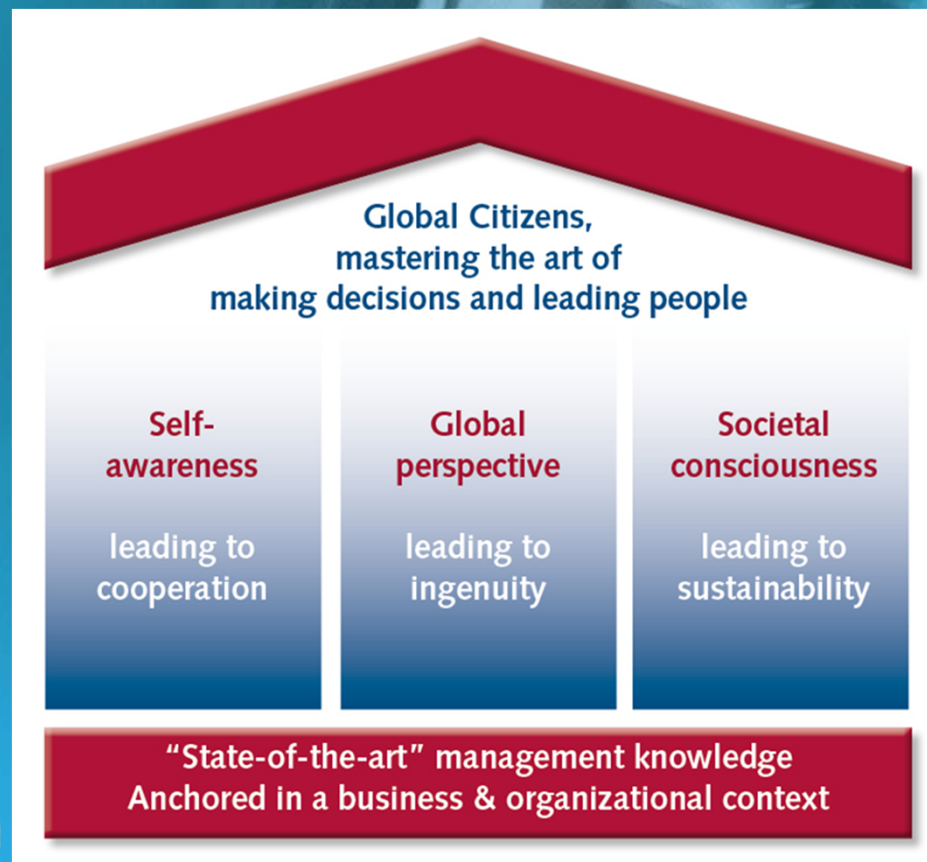 Global Citizens,
mastering the art of
making decisions and leading people
Self-
awareness
leading to
cooperation
Global
perspective
leading to
ingenuity
Societal
consciousness
leading to
sustainability
“State-of-the-art” management knowledge
Anchored in a business & organizational context